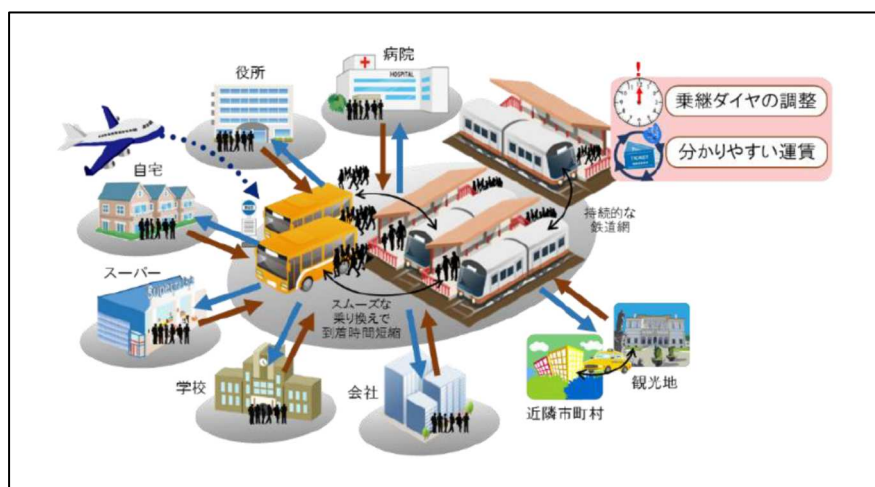 病院
HOSPITAL
役所
自宅
スーパー
学校
会社
近隣市町村
観光地
乗継ダイヤの調整
TICKET
分かりやすい運賃
持続的な
鉄道網
スムーズな
乗り換えで
到着時間短縮